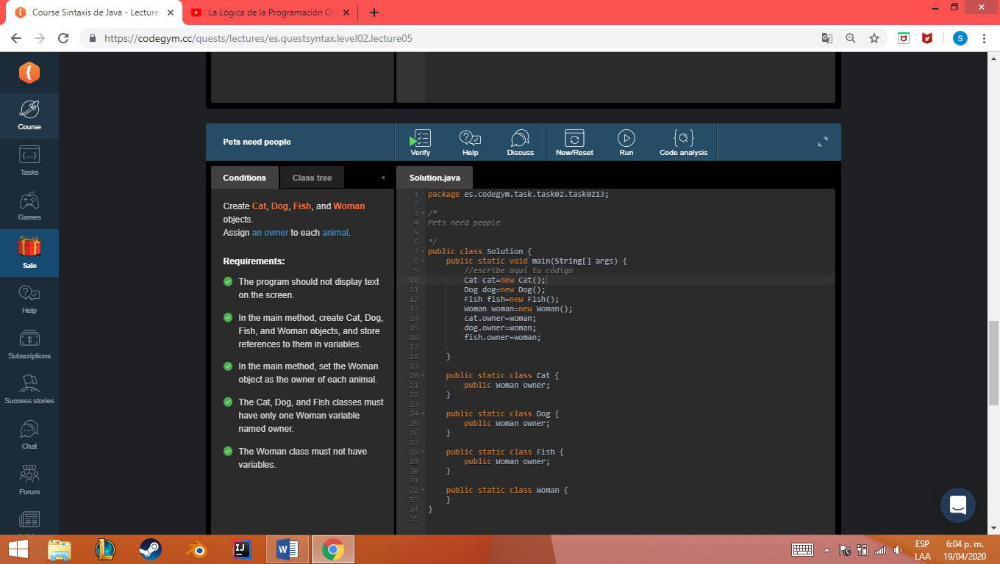 Course Sintaxis de Java - Lecture
La Lógica de la Programación Or
https://codegym.cc/quests/lectures/es.questsyntax.level02.lecture05
S
Course
Tasks
Games
Sale
Help
Subscriptions
Success stories
Chat
Forum
Pets need people
Verify
Help
Discuss
New/Reset
Run
Code analysis
Conditions
Class tree
Create Cat, Dog, Fish, and Woman
objects.
Assign an owner to each animal.
Requirements:
The program should not display text
on the screen.
In the main method, create Cat, Dog,
Fish, and Woman objects, and store
references to them in variables.
In the main method, set the Woman
object as the owner of each animal.
The Cat, Dog, and Fish classes must
have only one Woman variable
named owner.
The Woman class must not have
variables.
Solution.java
1 package es.codegym.task.task02.task0213;
2
3 /*
4 Pets need people
5
6 */
7 public class Solution {
8 public static void main(String[] args) {
9 //escribe aquí tu código
10 Cat cat=new Cat();
11 Dog dog=new Dog();
12 Fish fish=new Fish();
13 Woman woman=new Woman();
14 cat.owner=woman;
15 dog.owner=woman;
16 fish.owner=woman;
17
18 }
19
20 public static class Cat {
21 public Woman owner;
22 }
23
24 public static class Dog {
25 public Woman owner;
26 }
27
28 public static class Fish {
29 public Woman owner;
30 }
31
32 public static class Woman {
33 }
34 }
35
ESP
LAA
6:04 p. m.
19/04/2020